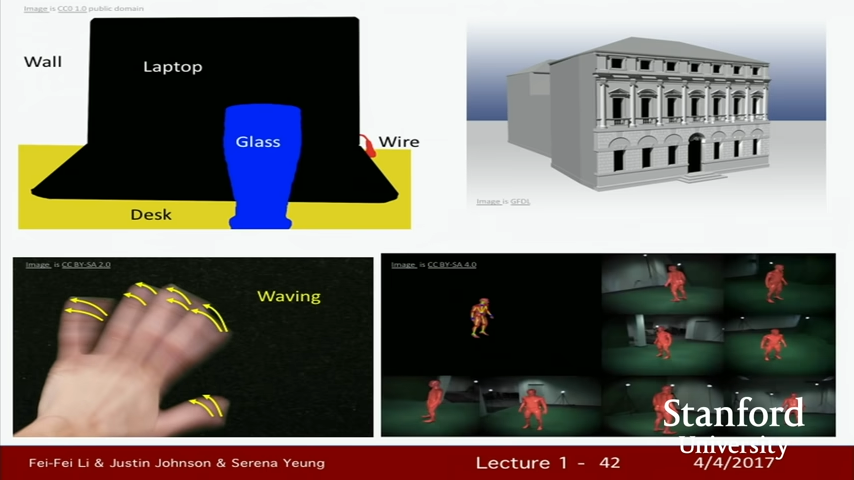 Image is CC0 1.0 public domain
Wall
Laptop
Glass
Wire
Desk
Image is GFDL
Image is CC BY-SA 2.0
Waving
Image is CC BY-SA 4.0
Stanford
University
Fei-Fei Li & Justin Johnson & Serena Yeung
Lecture 1 - 42
4/4/2017